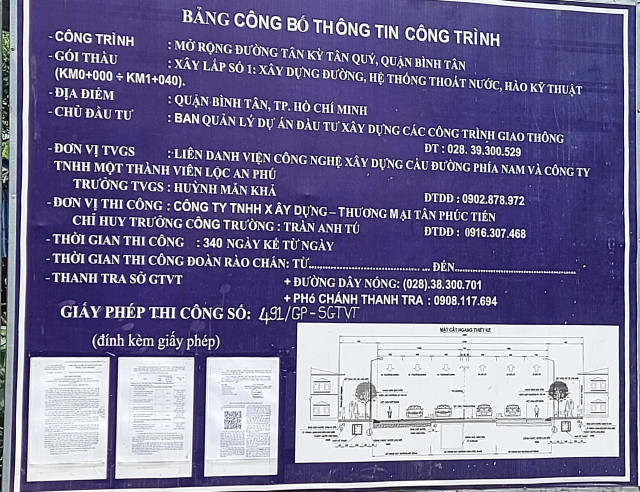 BẢNG CÔNG BỐ THÔNG TIN CÔNG TRÌNH
- CÔNG TRÌNH : MỞ RỘNG ĐƯỜNG TÂN KỲ TÂN QUÝ, QUẬN BÌNH TÂN
- GÓI THẦU : XÂY LẮP SỐ 1: XÂY DỰNG ĐƯỜNG, HỆ THỐNG THOÁT NƯỚC, HÀO KỸ THUẬT
(KM0+000 ÷ KM1+040).
- ĐỊA ĐIỂM : QUẬN BÌNH TÂN, TP. HỒ CHÍ MINH
- CHỦ ĐẦU TƯ : BAN QUẢN LÝ DỰ ÁN ĐẦU TƯ XÂY DỰNG CÁC CÔNG TRÌNH GIAO THÔNG
ĐT : 028. 39.300.529
- ĐƠN VỊ TVGS : LIÊN DANH VIỆN CÔNG NGHỆ XÂY DỰNG CẦU ĐƯỜNG PHÍA NAM VÀ CÔNG TY
TNHH MỘT THÀNH VIÊN LỘC AN PHÚ
TRƯỞNG TVGS : HUỲNH MẪN KHẢ ĐTDĐ : 0902.878.972
- ĐƠN VỊ THI CÔNG : CÔNG TY TNHH XÂY DỰNG – THƯƠNG MẠI TÂN PHÚC TIẾN
CHỈ HUY TRƯỞNG CÔNG TRƯỜNG : TRẦN ANH TÚ ĐTDĐ : 0916.307.468
- THỜI GIAN THI CÔNG : 340 NGÀY KỂ TỪ NGÀY
- THỜI GIAN THI CÔNG ĐOẠN RÀO CHẮN: TỪ................................ ĐẾN................................
- THANH TRA SỞ GTVT + ĐƯỜNG DÂY NÓNG: (028).38.300.701
+ PHÓ CHÁNH THANH TRA : 0908.117.694
GIẤY PHÉP THI CÔNG SỐ: 491/GP-SGTVT
(đính kèm giấy phép)
MẶT CẮT NGANG THIẾT KẾ